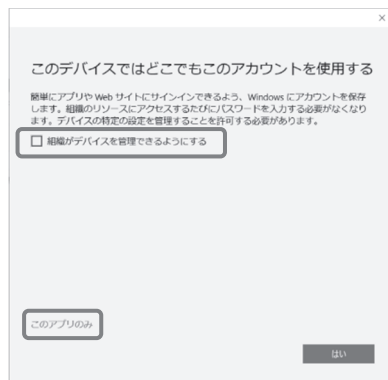 このデバイスではどこでもこのアカウントを使用する
簡単にアプリや Web サイトにサインインできるよう、Windows にアカウントを保存
します。組織のリソースにアクセスするたびにパスワードを入力する必要がなくなり
ます。デバイスの特定の設定を管理することを許可する必要があります。
組織がデバイスを管理できるようにする
このアプリのみ
はい